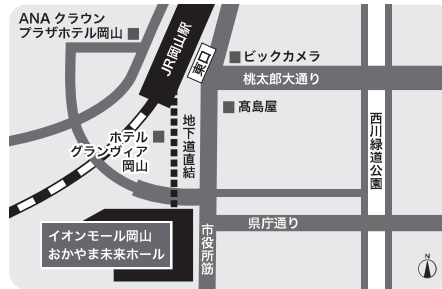 ANA クラウン
プラザホテル岡山
JR岡山駅
東口
ビックカメラ
桃太郎大通り
髙島屋
地下道直結
ホテル
グランヴィア
岡山
西川緑道公園
県庁通り
市役所筋
イオンモール岡山
おかやま未来ホール
N